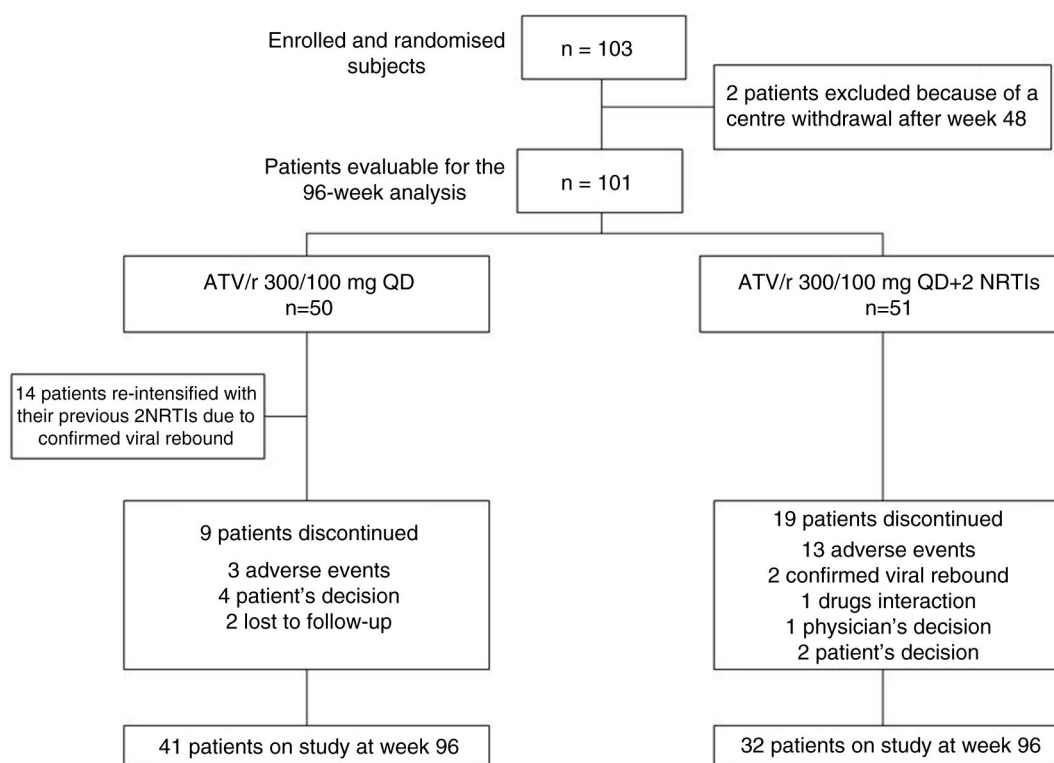 Enrolled and randomised
subjects
n = 103
2 patients excluded because of a
centre withdrawal after week 48
Patients evaluable for the
96-week analysis
n = 101
ATV/r 300/100 mg QD
n=50
ATV/r 300/100 mg QD+2 NRTIs
n=51
14 patients re-intensified with
their previous 2NRTIs due to
confirmed viral rebound
9 patients discontinued
3 adverse events
4 patient’s decision
2 lost to follow-up
19 patients discontinued
13 adverse events
2 confirmed viral rebound
1 drugs interaction
1 physician’s decision
2 patient’s decision
41 patients on study at week 96
32 patients on study at week 96